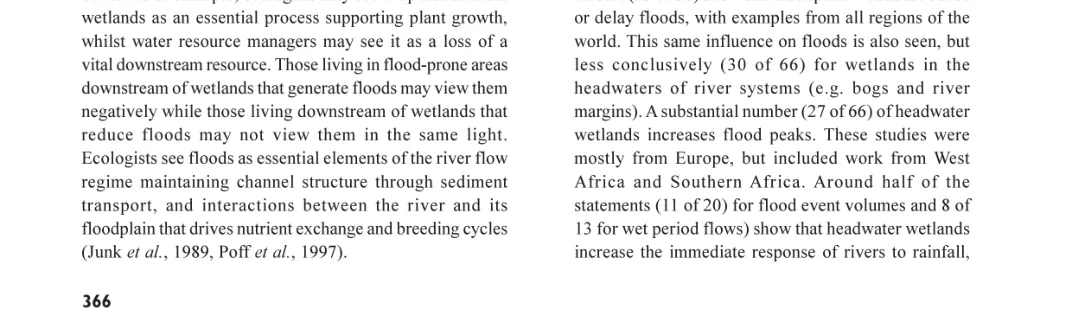 wetlands as an essential process supporting plant growth,
whilst water resource managers may see it as a loss of a
vital downstream resource. Those living in flood-prone areas
downstream of wetlands that generate floods may view them
negatively while those living downstream of wetlands that
reduce floods may not view them in the same light.
Ecologists see floods as essential elements of the river flow
regime maintaining channel structure through sediment
transport, and interactions between the river and its
floodplain that drives nutrient exchange and breeding cycles
(Junk et al., 1989, Poff et al., 1997).
or delay floods, with examples from all regions of the
world. This same influence on floods is also seen, but
less conclusively (30 of 66) for wetlands in the
headwaters of river systems (e.g. bogs and river
margins). A substantial number (27 of 66) of headwater
wetlands increases flood peaks. These studies were
mostly from Europe, but included work from West
Africa and Southern Africa. Around half of the
statements (11 of 20) for flood event volumes and 8 of
13 for wet period flows) show that headwater wetlands
increase the immediate response of rivers to rainfall,
366